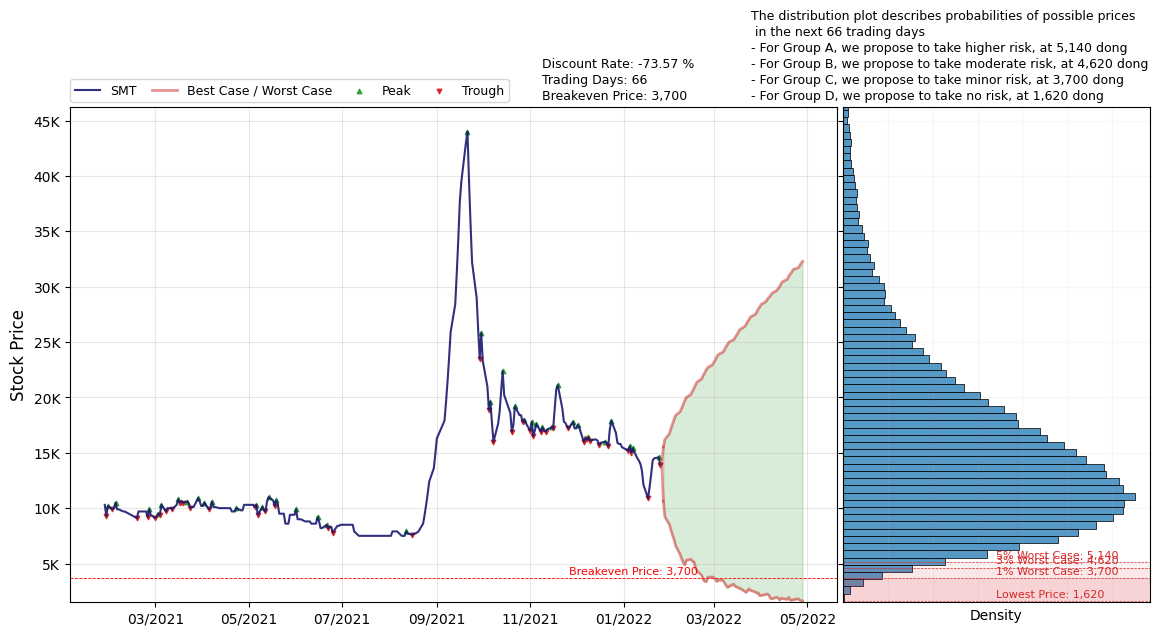 The distribution plot describes probabilities of possible prices
in the next 66 trading days
- For Group A, we propose to take higher risk, at 5,140 dong
- For Group B, we propose to take moderate risk, at 4,620 dong
- For Group C, we propose to take minor risk, at 3,700 dong
- For Group D, we propose to take no risk, at 1,620 dong
Discount Rate: -73.57 %
Trading Days: 66
Breakeven Price: 3,700
SMT
Best Case / Worst Case
Peak
Trough
Stock Price
45K
40K
35K
30K
25K
20K
15K
10K
5K
Breakeven Price: 3,700
03/2021
05/2021
07/2021
09/2021
11/2021
01/2022
03/2022
05/2022
5% Worst Case: 5,140
3% Worst Case: 4,620
1% Worst Case: 3,700
Lowest Price: 1,620
Density